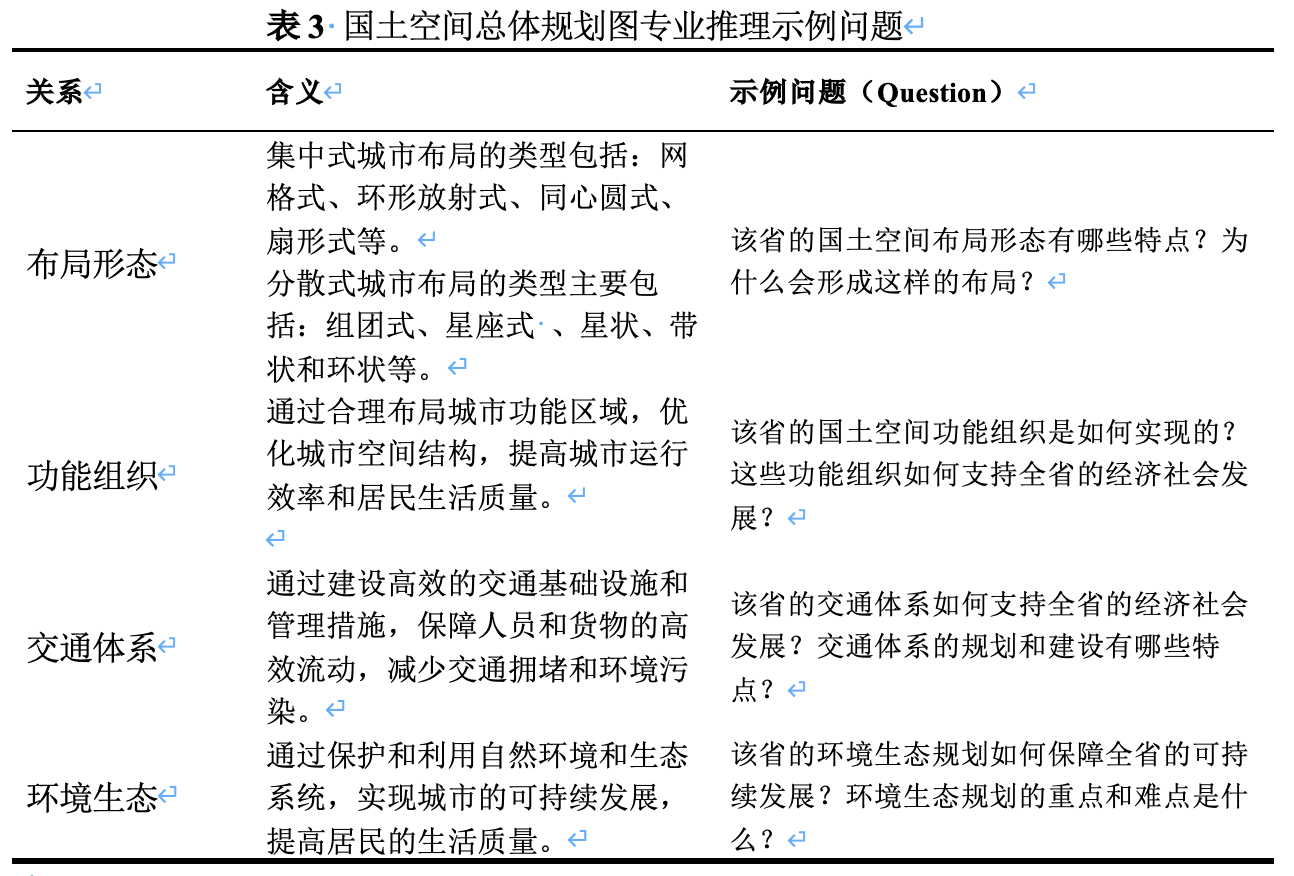 表 3 国土空间总体规划图专业推理示例问题
关系
含义
示例问题（Question）
布局形态
集中式城市布局的类型包括：网
格式、环形放射式、同心圆式、
扇形式等。
分散式城市布局的类型主要包
括：组团式、星座式 、星状、带
状和环状等。
该省的国土空间布局形态有哪些特点？为
什么会形成这样的布局？
功能组织
通过合理布局城市功能区域，优
化城市空间结构，提高城市运行
效率和居民生活质量。
该省的国土空间功能组织是如何实现的？
这些功能组织如何支持全省的经济社会发
展？
交通体系
通过建设高效的交通基础设施和
管理措施，保障人员和货物的高
效流动，减少交通拥堵和环境污
染。
该省的交通体系如何支持全省的经济社会
发展？交通体系的规划和建设有哪些特
点？
环境生态
通过保护和利用自然环境和生态
系统，实现城市的可持续发展，
提高居民的生活质量。
该省的环境生态规划如何保障全省的可持
续发展？环境生态规划的重点和难点是什
么？